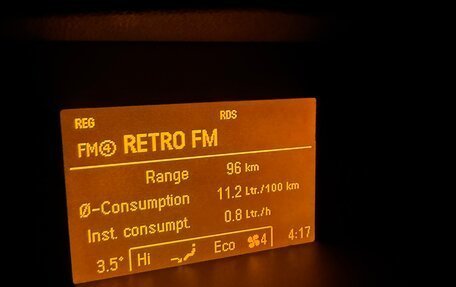 REG RDS
FM④ RETRO FM
Range 96 km
Ø-Consumption 11.2 Ltr./100 km
Inst. consumpt. 0.8 Ltr./h
3.5° Hi Eco 4 4:17